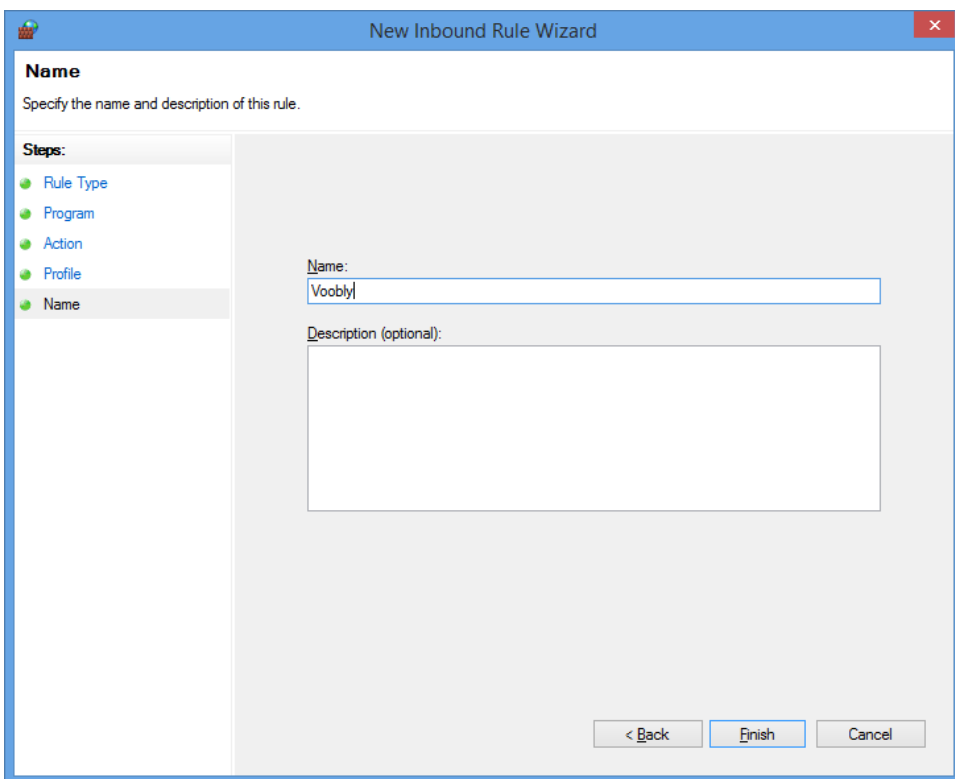 New Inbound Rule Wizard
Name
Specify the name and description of this rule.
Steps:
Rule Type
Program
Action
Profile
Name
Name:
Voobly
Description (optional):
< Back
Finish
Cancel